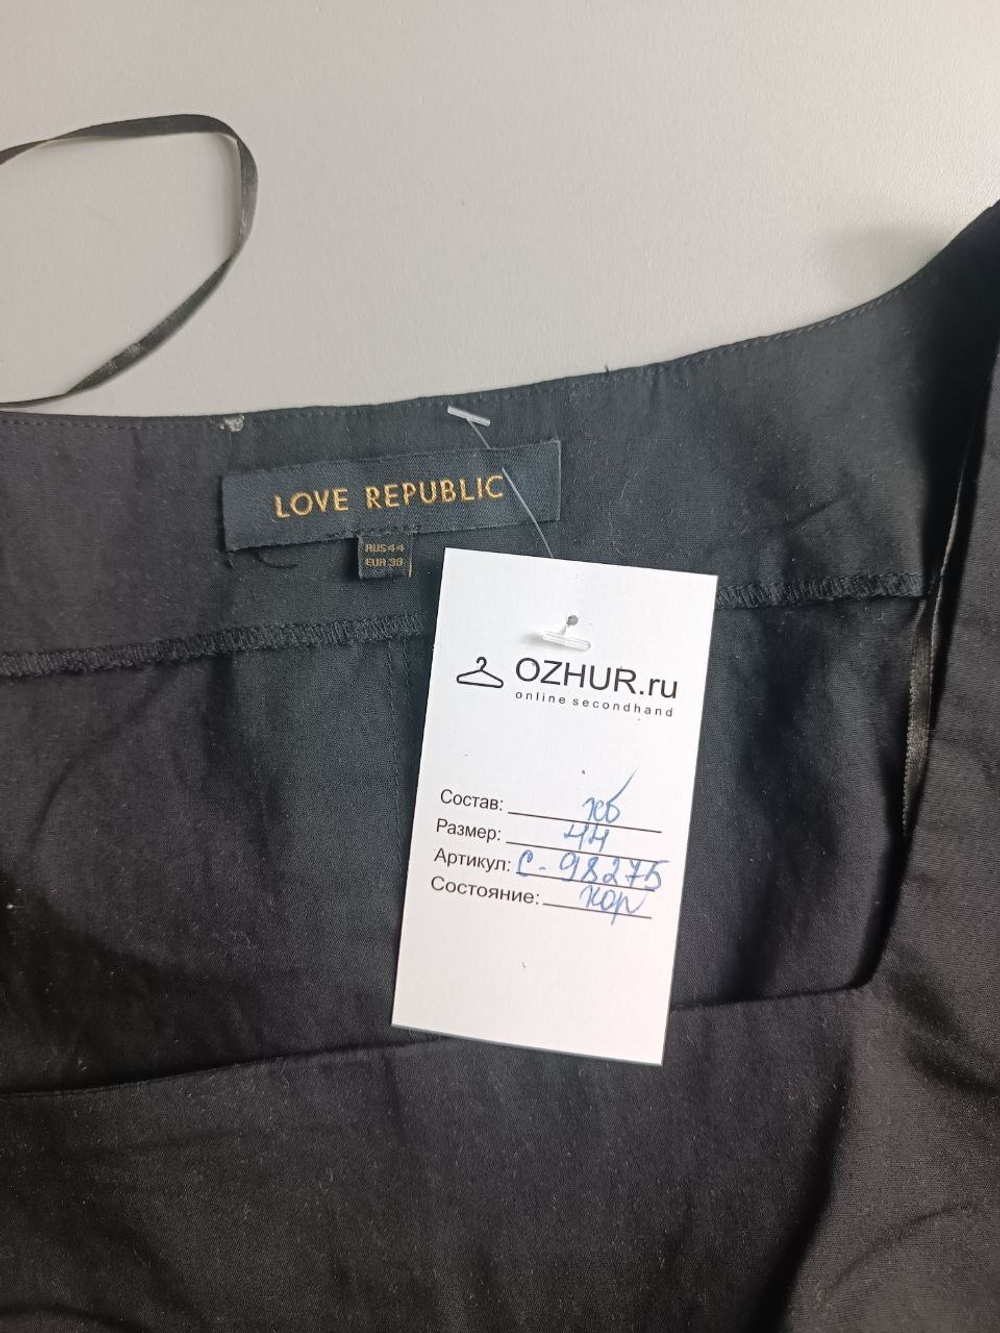 LOVE REPUBLIC
RUS 44
EUR 38
OZHUR.ru
online secondhand
Состав: хб
Размер: 44
Артикул: С-98275
Состояние: хор